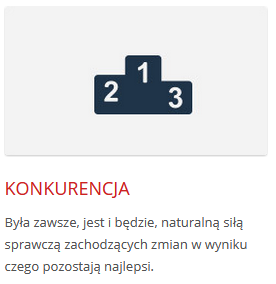 1
2
3
KONKURENCJA
Była zawsze, jest i będzie, naturalną siłą
sprawczą zachodzących zmian w wyniku
czego pozostają najlepsi.